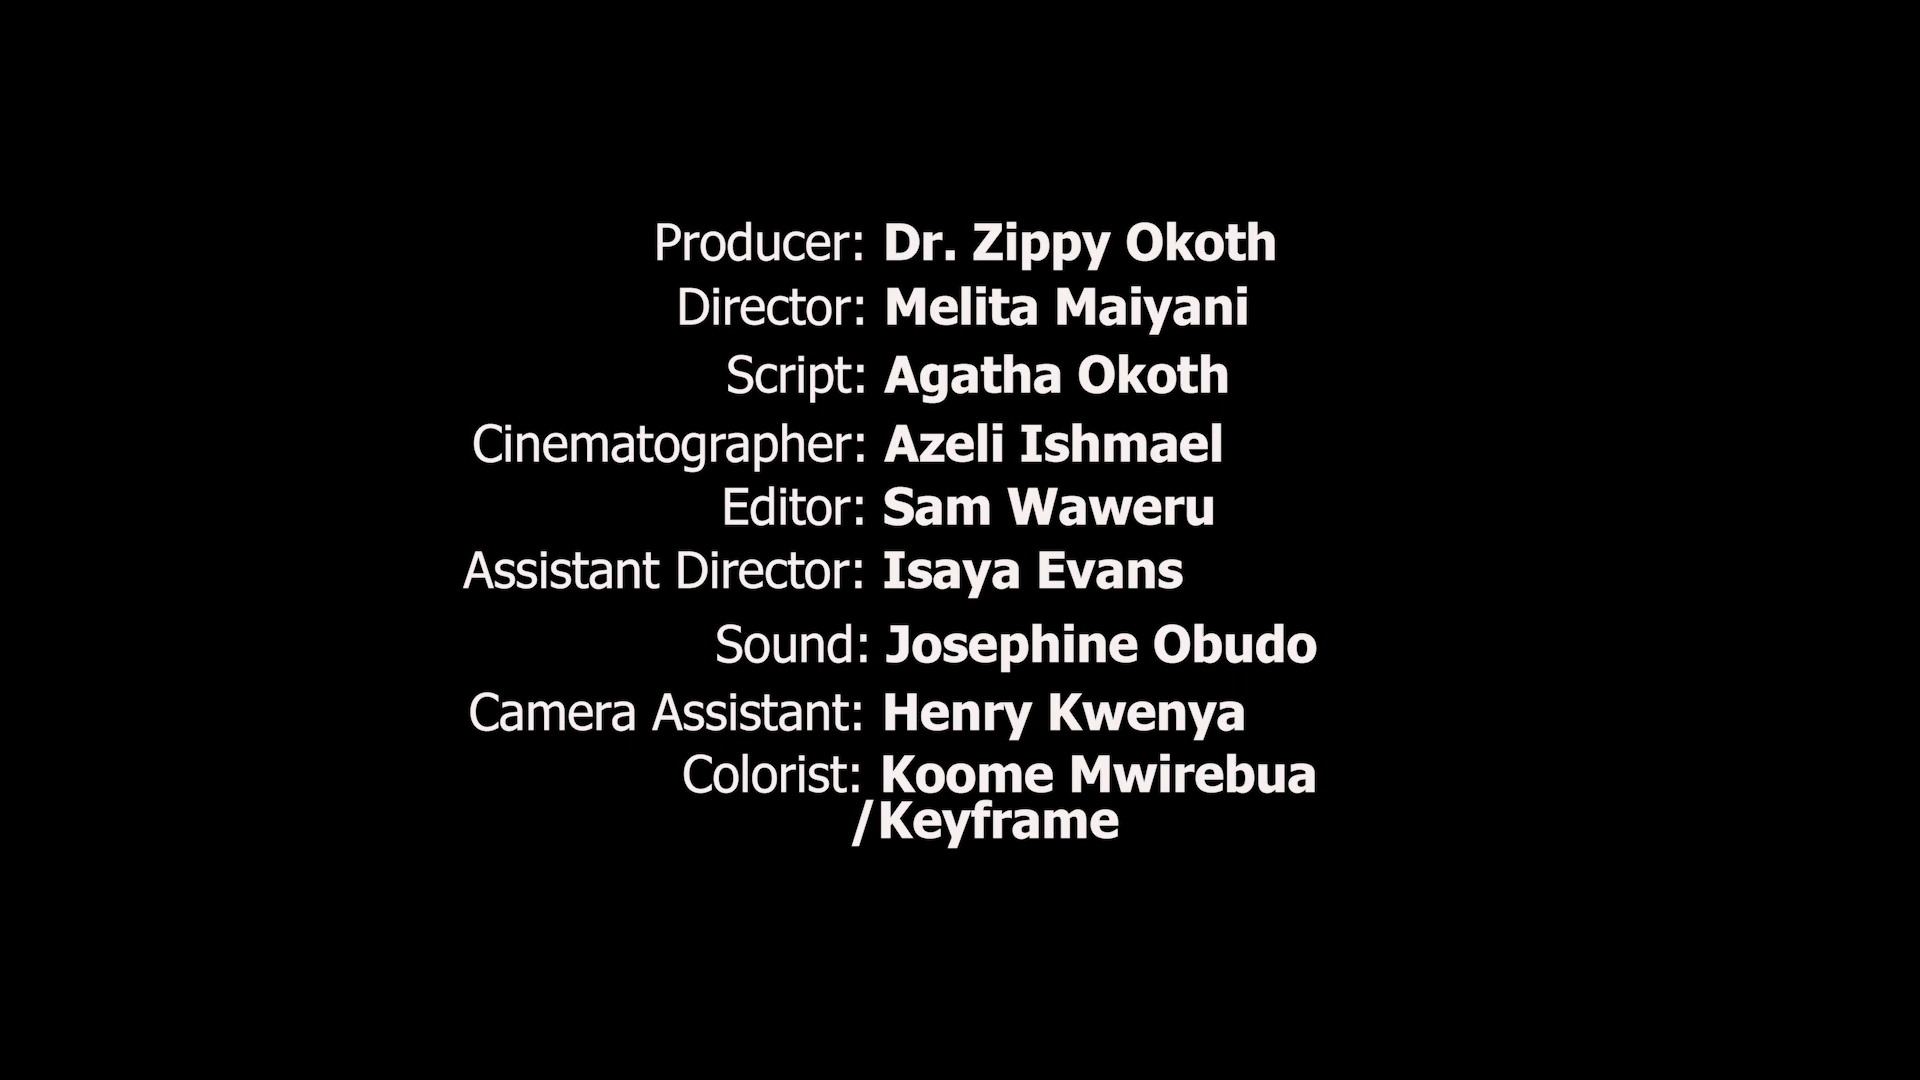 Producer: Dr. Zippy Okoth
Director: Melita Maiyani
Script: Agatha Okoth
Cinematographer: Azeli Ishmael
Editor: Sam Waweru
Assistant Director: Isaya Evans
Sound: Josephine Obudo
Camera Assistant: Henry Kwenya
Colorist: Koome Mwirebua
/Keyframe